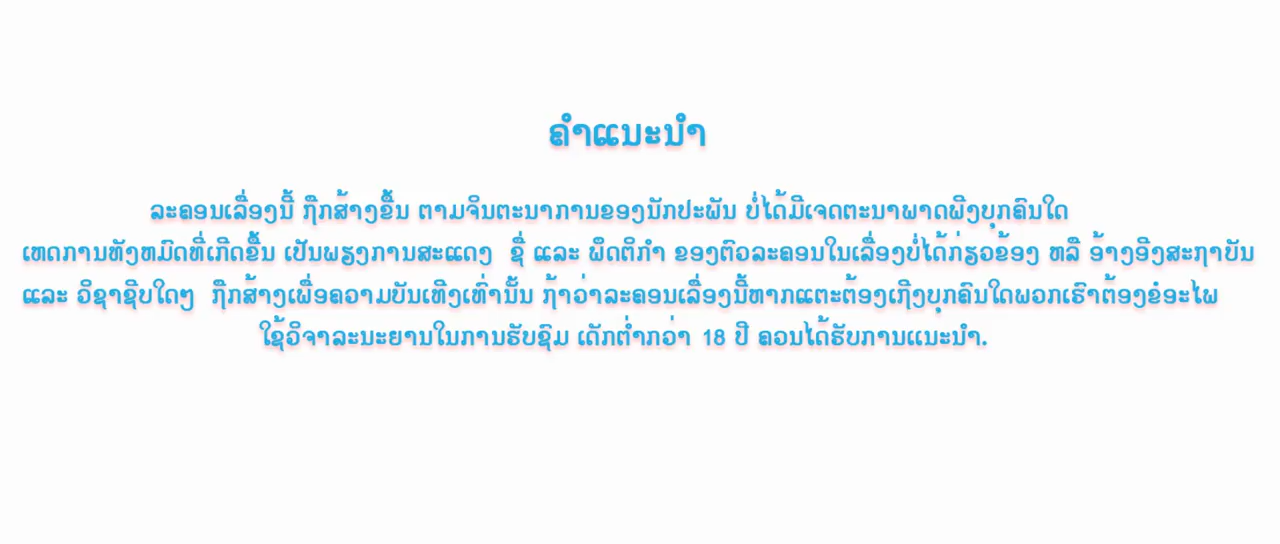 ຄຳແນະນຳ
ລະຄອນເລື່ອງນີ້ ຖືກສ້າງຂື້ນ ຕາມຈິນຕະນາການຂອງນັກປະພັນ ບໍ່ໄດ້ມີເຈດຕະນາພາດພີງບຸກຄົນໃດ
ເຫດການທັງຫມົດທີ່ເກີດຂື້ນ ເປັນພຽງການສະແດງ ຊື່ ແລະ ພຶດຕິກຳ ຂອງຕົວລະຄອນໃນເລື່ອງບໍ່ໄດ້ກ່ຽວຂ້ອງ ຫລື ອ້າງອີງສະຖາບັນ
ແລະ ວິຊາຊີບໃດໆ ຖືກສ້າງເພື່ອຄວາມບັນເທີງເທົ່ານັ້ນ ຖ້າວ່າລະຄອນເລື່ອງນີ້ຫາກແຕະຕ້ອງເຖີງບຸກຄົນໃດພວກເຮົາຕ້ອງຂໍອະໄພ
ໃຊ້ວິຈາລະນະຍານໃນການຮັບຊົມ ເດັກຕ່ຳກວ່າ 18 ປີ ຄວນໄດ້ຮັບການແນະນຳ.